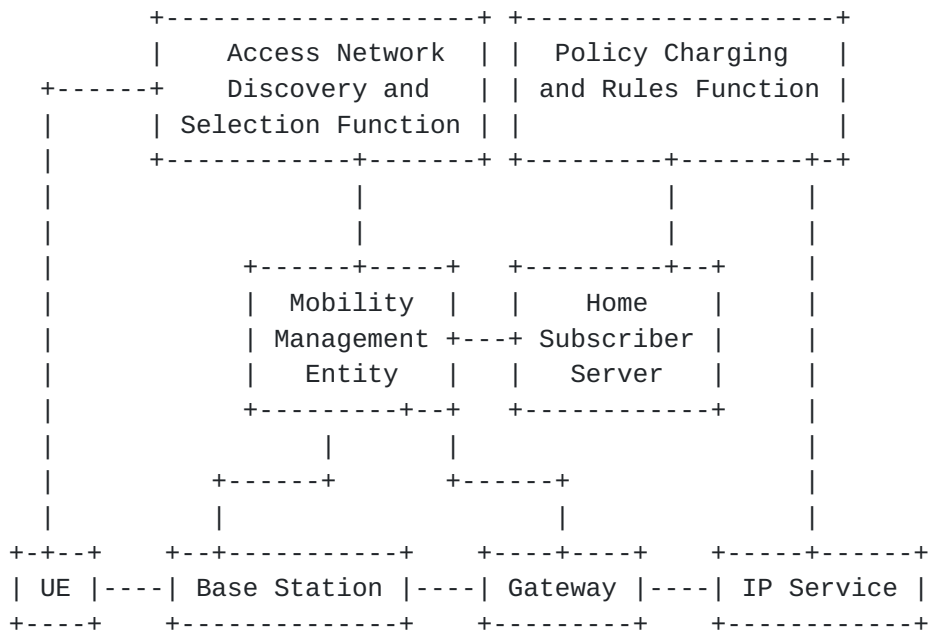 Access Network
Discovery and
Selection Function
Policy Charging
and Rules Function
Mobility
Management
Entity
Home
Subscriber
Server
UE
Base Station
Gateway
IP Service